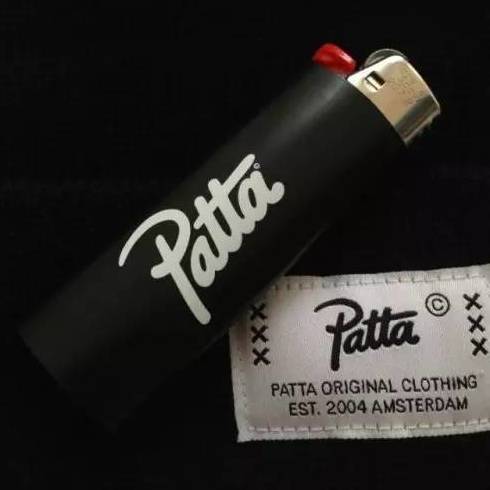 Patta
Patta ©
PATTA ORIGINAL CLOTHING
EST. 2004 AMSTERDAM